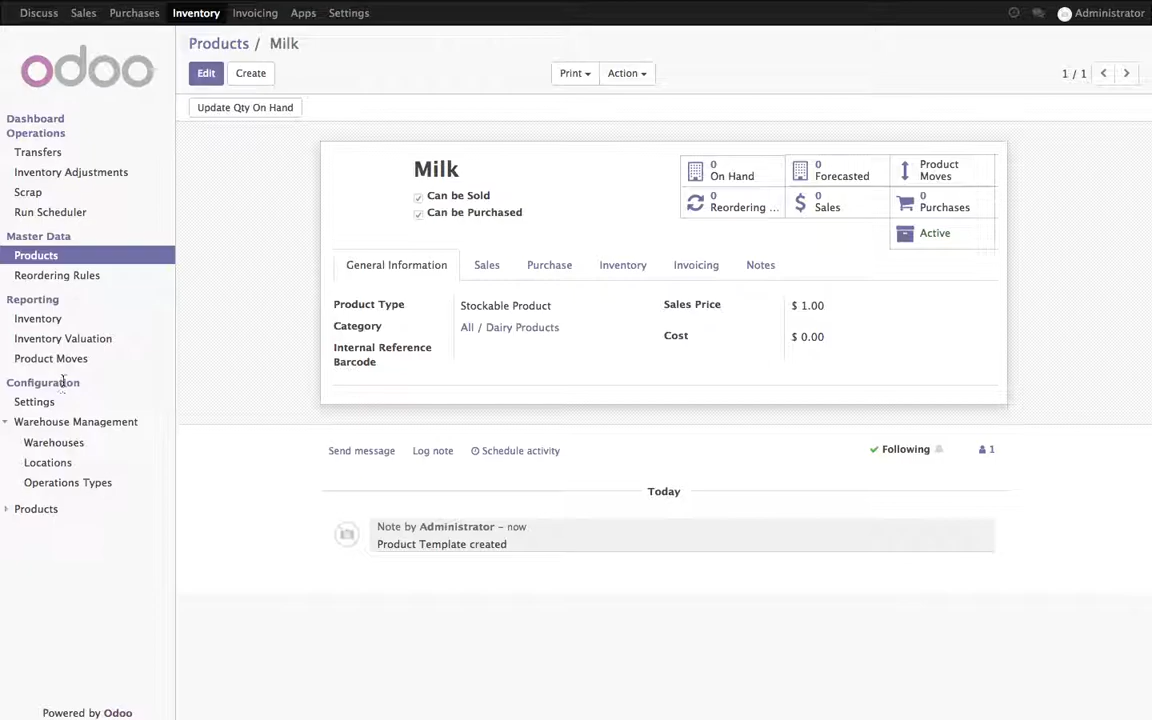 Discuss Sales Purchases Inventory Invoicing Apps Settings Administrator
odoo
Dashboard
Operations
Transfers
Inventory Adjustments
Scrap
Run Scheduler
Master Data
Products
Reordering Rules
Reporting
Inventory
Inventory Valuation
Product Moves
Configuration
Settings
Warehouse Management
Warehouses
Locations
Operations Types
Products
Powered by Odoo
Products / Milk
Edit Create Print Action 1 / 1
Update Qty On Hand
Milk
Can be Sold
Can be Purchased
0 On Hand
0 Forecasted
Product Moves
0 Reordering ...
0 Sales
0 Purchases
Active
General Information Sales Purchase Inventory Invoicing Notes
Product Type Stockable Product
Category All / Dairy Products
Internal Reference
Barcode
Sales Price $ 1.00
Cost $ 0.00
Send message Log note Schedule activity Following 1
Today
Note by Administrator – now
Product Template created